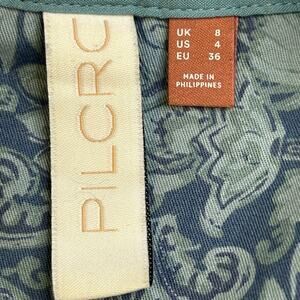 PILCRC
UK 8
US 4
EU 36
MADE IN
PHILIPPINES